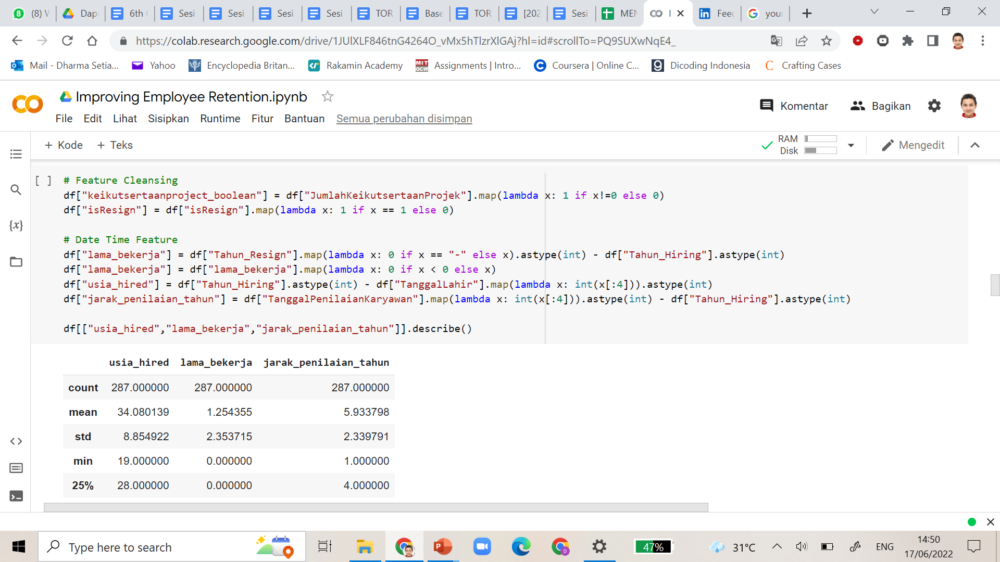 (8) W
Dap
6th
Sesi
Sesi
Sesi
Sesi
TOR
Base
TOR
[202
Sesi
MEN
I
Feed
your
https://colab.research.google.com/drive/1JUlXLF846tnG4264O_vMx5hTlzrXlGAj?hl=id#scrollTo=PQ9SUXwNqE4_
Mail - Dharma Setia...
Yahoo
Encyclopedia Britan...
Rakamin Academy
MIT OCW
Assignments | Intro...
Coursera | Online C...
Dicoding Indonesia
Crafting Cases
Improving Employee Retention.ipynb
File Edit Lihat Sisipkan Runtime Fitur Bantuan Semua perubahan disimpan
Komentar
Bagikan
+ Kode + Teks
RAM
Disk
Mengedit
[ ] # Feature Cleansing
df["keikutsertaanproject_boolean"] = df["JumlahKeikutsertaanProjek"].map(lambda x: 1 if x!=0 else 0)
df["isResign"] = df["isResign"].map(lambda x: 1 if x == 1 else 0)
# Date Time Feature
df["lama_bekerja"] = df["Tahun_Resign"].map(lambda x: 0 if x == "-" else x).astype(int) - df["Tahun_Hiring"].astype(int)
df["lama_bekerja"] = df["lama_bekerja"].map(lambda x: 0 if x < 0 else x)
df["usia_hired"] = df["Tahun_Hiring"].astype(int) - df["TanggalLahir"].map(lambda x: int(x[:4])).astype(int)
df["jarak_penilaian_tahun"] = df["TanggalPenilaianKaryawan"].map(lambda x: int(x[:4])).astype(int) - df["Tahun_Hiring"].astype(int)
df[["usia_hired","lama_bekerja","jarak_penilaian_tahun"]].describe()
usia_hired lama_bekerja jarak_penilaian_tahun
count 287.000000 287.000000 287.000000
mean 34.080139 1.254355 5.933798
std 8.854922 2.353715 2.339791
min 19.000000 0.000000 1.000000
25% 28.000000 0.000000 4.000000
Type here to search
47%
31°C
ENG
14:50
17/06/2022